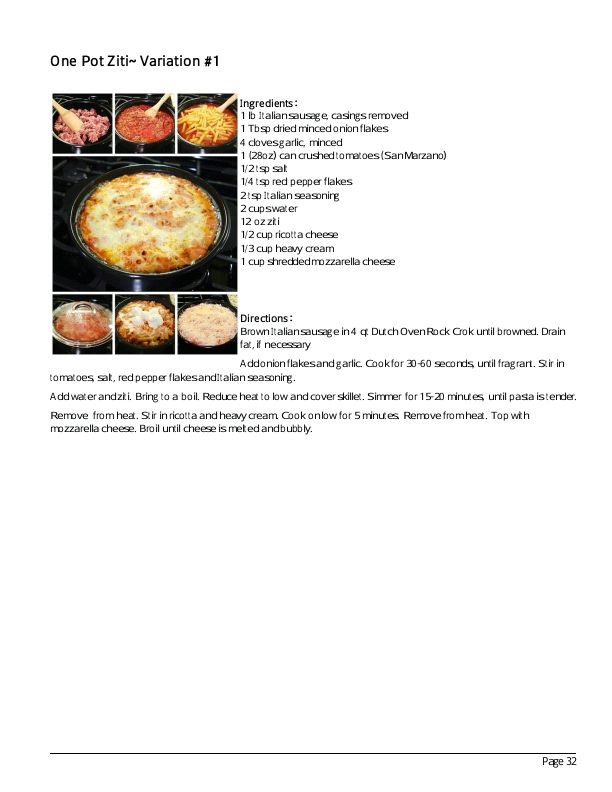 One Pot Ziti~ Variation #1
Ingredients:
1 lb Italian sausage, casings removed
1 Tbsp dried minced onion flakes
4 cloves garlic, minced
1 (28oz) can crushed tomatoes (San Marzano)
1/2 tsp salt
1/4 tsp red pepper flakes
2 tsp Italian seasoning
2 cups water
12 oz ziti
1/2 cup ricotta cheese
1/3 cup heavy cream
1 cup shredded mozzarella cheese
Directions:
Brown Italian sausage in 4 qt Dutch Oven Rock Crok until browned. Drain
fat, if necessary
Add onion flakes and garlic. Cook for 30-60 seconds, until fragrant. Stir in
tomatoes, salt, red pepper flakes and Italian seasoning.
Add water and ziti. Bring to a boil. Reduce heat to low and cover skillet. Simmer for 15-20 minutes, until pasta is tender.
Remove from heat. Stir in ricotta and heavy cream. Cook on low for 5 minutes. Remove from heat. Top with
mozzarella cheese. Broil until cheese is melted and bubbly.
Page 32